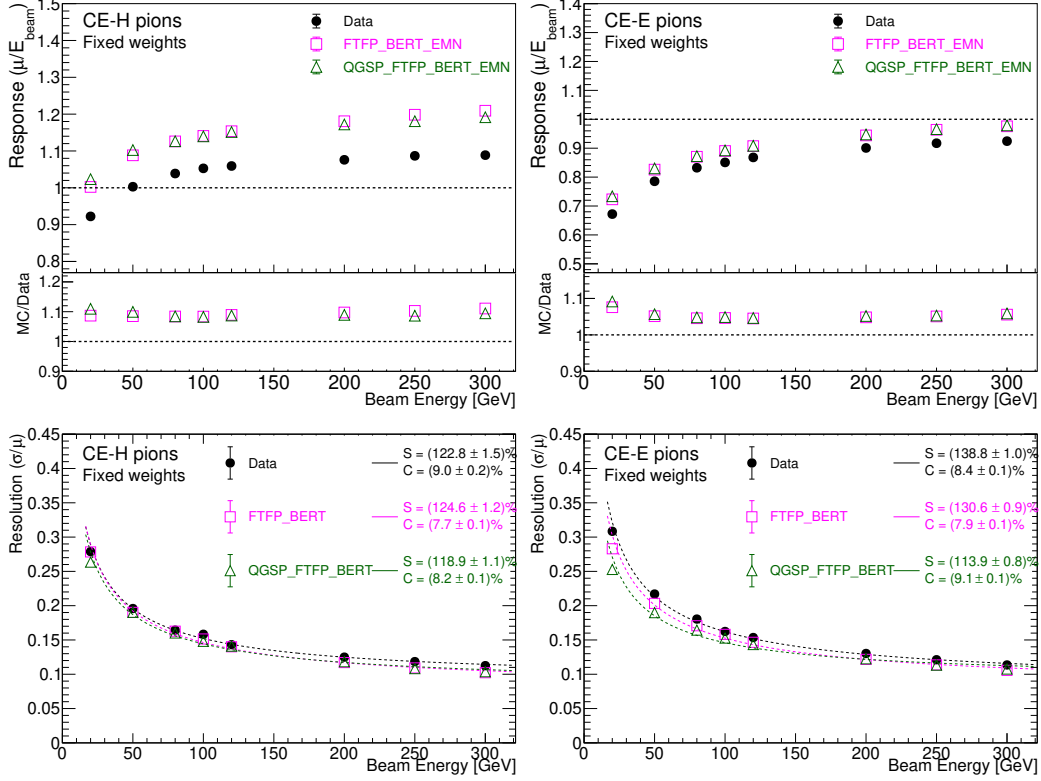 CE-H pions
Fixed weights
Data
FTFP_BERT_EMN
QGSP_FTFP_BERT_EMN
Response (μ/E_beam)
1.5
1.4
1.3
1.2
1.1
1
0.9
0.8
MC/Data
1.2
1.1
1
0.9
0 50 100 150 200 250 300
Beam Energy [GeV]
CE-E pions
Fixed weights
Data
FTFP_BERT_EMN
QGSP_FTFP_BERT_EMN
Response (μ/E_beam)
1.4
1.3
1.2
1.1
1
0.9
0.8
0.7
0.6
0.5
MC/Data
1.1
1
0.9
0 50 100 150 200 250 300
Beam Energy [GeV]
CE-H pions
Fixed weights
Data
S = (122.8 ± 1.5)%
C = (9.0 ± 0.2)%
FTFP_BERT
S = (124.6 ± 1.2)%
C = (7.7 ± 0.1)%
QGSP_FTFP_BERT
S = (118.9 ± 1.1)%
C = (8.2 ± 0.1)%
Resolution (σ/μ)
0.45
0.4
0.35
0.3
0.25
0.2
0.15
0.1
0.05
0
0 50 100 150 200 250 300
Beam Energy [GeV]
CE-E pions
Fixed weights
Data
S = (138.8 ± 1.0)%
C = (8.4 ± 0.1)%
FTFP_BERT
S = (130.6 ± 0.9)%
C = (7.9 ± 0.1)%
QGSP_FTFP_BERT
S = (113.9 ± 0.8)%
C = (9.1 ± 0.1)%
Resolution (σ/μ)
0.45
0.4
0.35
0.3
0.25
0.2
0.15
0.1
0.05
0
0 50 100 150 200 250 300
Beam Energy [GeV]